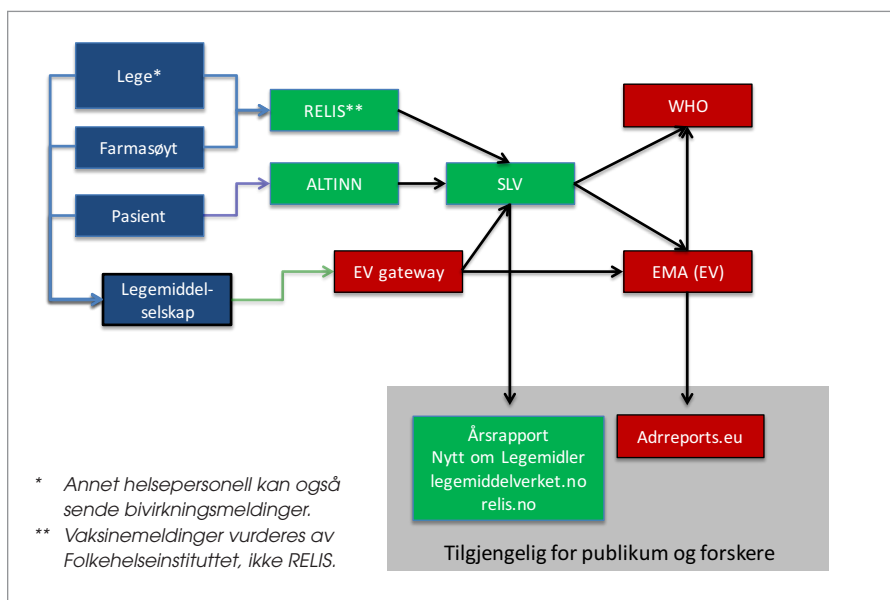 Lege*
RELIS**
WHO
Farmasøyt
ALTINN
SLV
Pasient
EV gateway
EMA (EV)
Legemiddel-
selskap
Årsrapport
Nytt om Legemidler
legemiddelverket.no
relis.no
Adrreports.eu
Tilgjengelig for publikum og forskere
* Annet helsepersonell kan også
sende bivirkningsmeldinger.
** Vaksinemeldinger vurderes av
Folkehelseinstituttet, ikke RELIS.